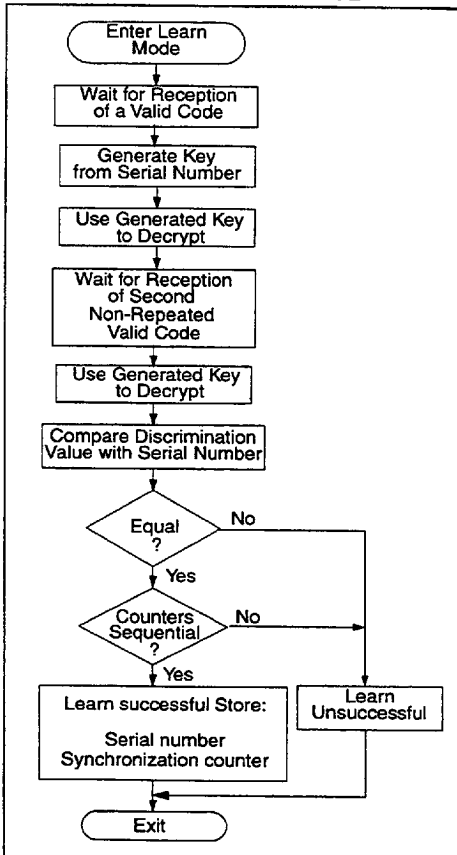 Enter Learn
Mode
Wait for Reception
of a Valid Code
Generate Key
from Serial Number
Use Generated Key
to Decrypt
Wait for Reception
of Second
Non-Repeated
Valid Code
Use Generated Key
to Decrypt
Compare Discrimination
Value with Serial Number
Equal
?
No
Yes
Counters
Sequential
?
No
Yes
Learn successful Store:
Serial number
Synchronization counter
Learn
Unsuccessful
Exit